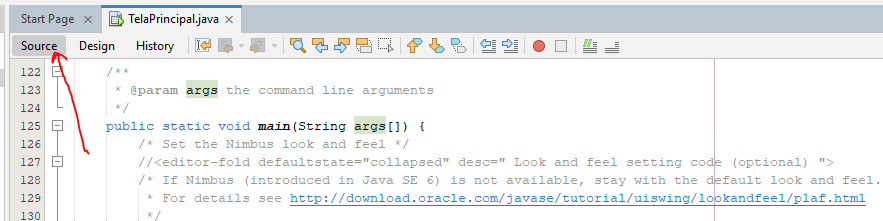 Start Page TelaPrincipal.java
Source Design History
122 /**
123 * @param args the command line arguments
124 */
125 public static void main(String args[]) {
126 /* Set the Nimbus look and feel */
127 //<editor-fold defaultstate="collapsed" desc=" Look and feel setting code (optional) ">
128 /* If Nimbus (introduced in Java SE 6) is not available, stay with the default look and feel.
129 * For details see http://download.oracle.com/javase/tutorial/uiswing/lookandfeel/plaf.html
130 */